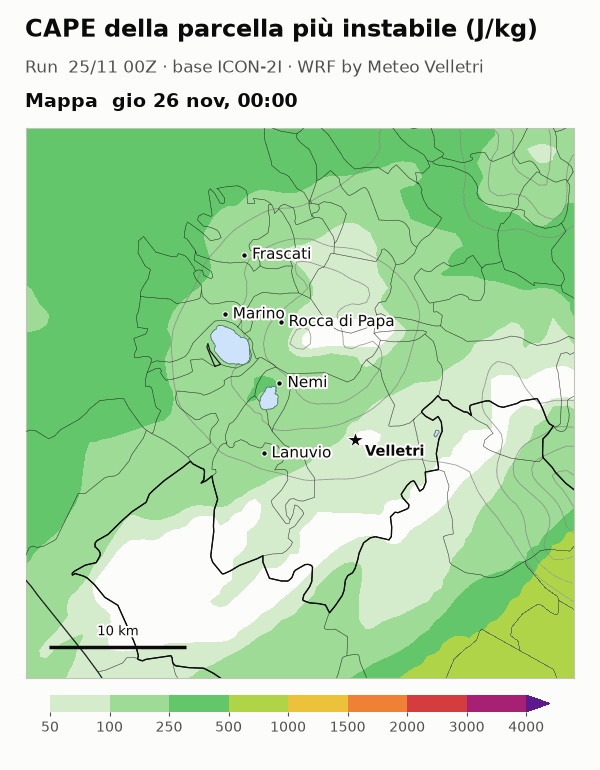 CAPE della parcella più instabile (J/kg)
Run  25/11 00Z · base ICON-2I · WRF by Meteo Velletri
Mappa  gio 26 nov, 00:00
Frascati
Marino
Rocca di Papa
Nemi
Velletri
Lanuvio
10 km
50 100 250 500 1000 1500 2000 3000 4000